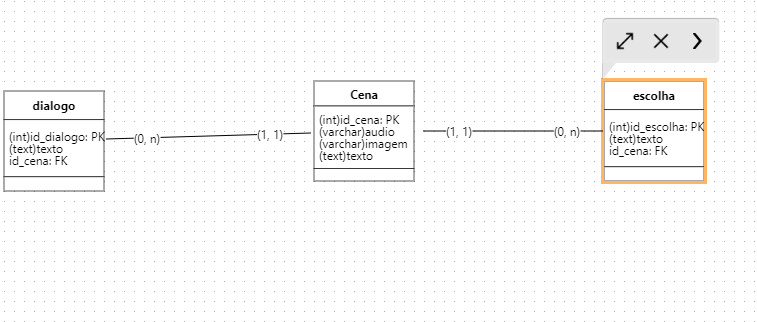 dialogo
(int)id_dialogo: PK
(text)texto
id_cena: FK
(0, n)
(1, 1)
Cena
(int)id_cena: PK
(varchar)audio
(varchar)imagem
(text)texto
(1, 1)
(0, n)
escolha
(int)id_escolha: PK
(text)texto
id_cena: FK